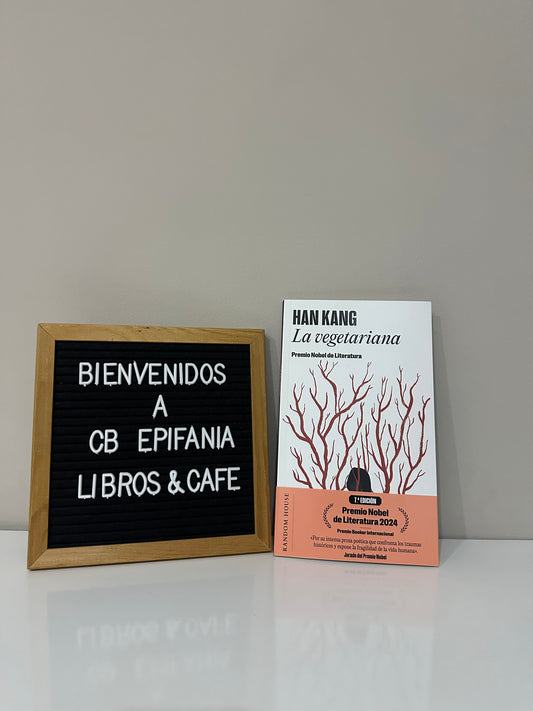 BIENVENIDOS
A
CB EPIFANIA
LIBROS & CAFE
HAN KANG
La vegetariana
Premio Nobel de Literatura
RANDOM HOUSE
7.ª EDICIÓN
Premio Nobel
de Literatura 2024
Premio Booker Internacional
«Por su intensa prosa poética que confronta los traumas
históricos y expone la fragilidad de la vida humana».
Jurado del Premio Nobel